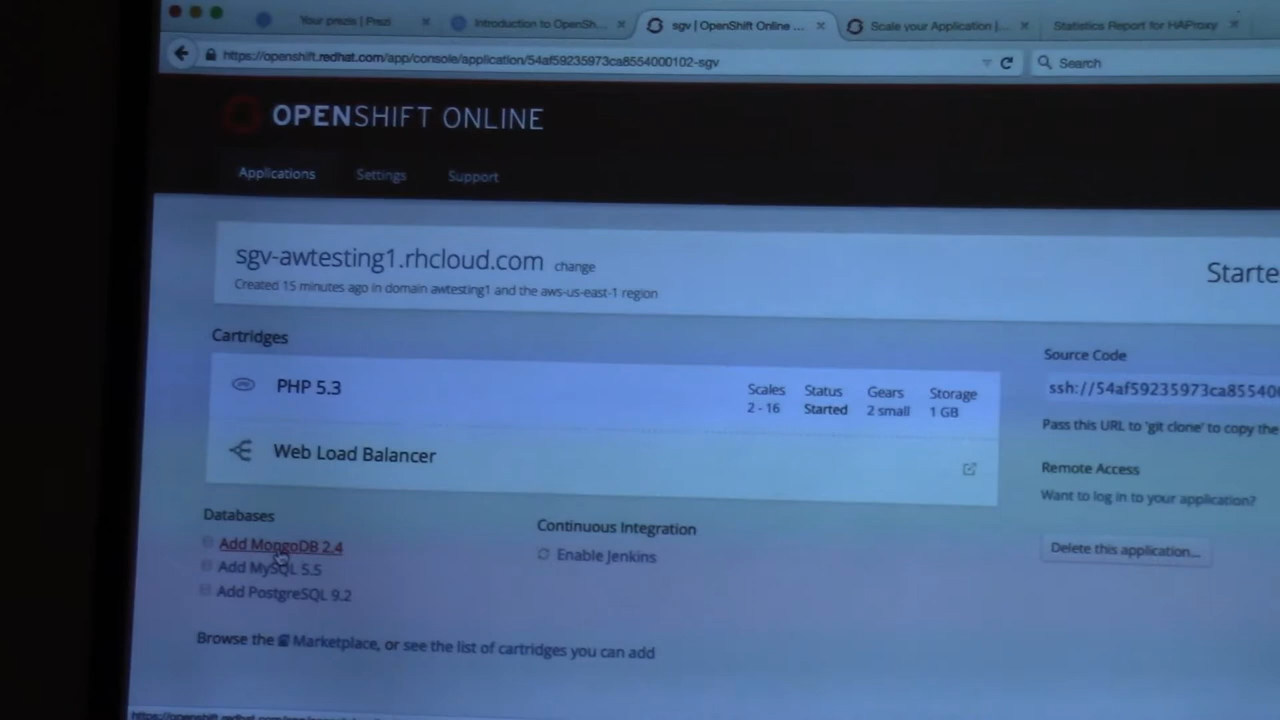 Your prezis | Prezi
Introduction to OpenSh...
sgv | OpenShift Online ...
Scale your Application |...
Statistics Report for HAProxy
https://openshift.redhat.com/app/console/application/54af59235973ca8554000102-sgv
Search
OPENSHIFT ONLINE
Applications
Settings
Support
sgv-awtesting1.rhcloud.com change
Created 15 minutes ago in domain awtesting1 and the aws-us-east-1 region
Starte
Cartridges
PHP 5.3
Scales
2 - 16
Status
Started
Gears
2 small
Storage
1 GB
Web Load Balancer
Source Code
ssh://54af59235973ca85540
Pass this URL to 'git clone' to copy the
Remote Access
Want to log in to your application?
Delete this application...
Databases
Add MongoDB 2.4
Add MySQL 5.5
Add PostgreSQL 9.2
Continuous Integration
Enable Jenkins
Browse the Marketplace, or see the list of cartridges you can add